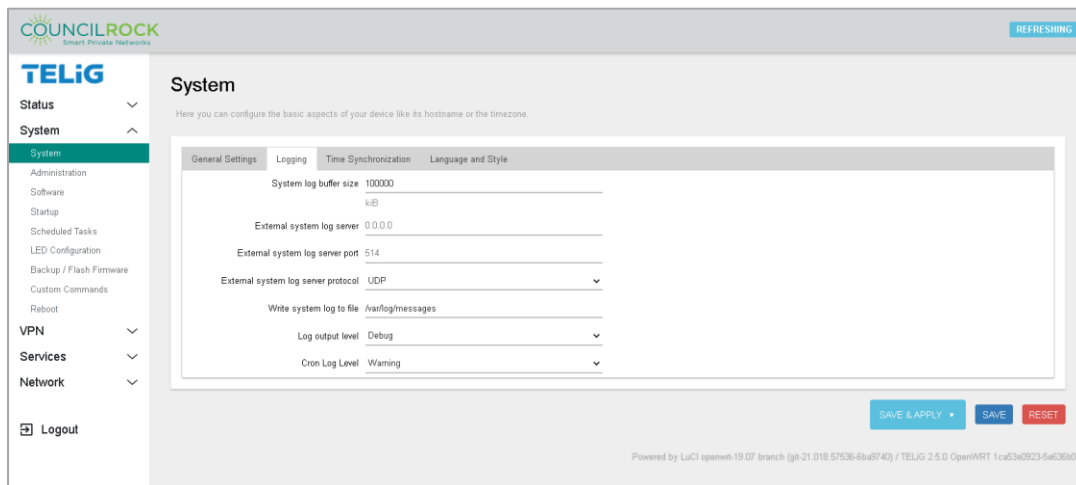 COUNCILROCK
Smart Private Networks
REFRESHING
TELiG
Status
System
System
Administration
Software
Startup
Scheduled Tasks
LED Configuration
Backup / Flash Firmware
Custom Commands
Reboot
VPN
Services
Network
Logout
System
Here you can configure the basic aspects of your device like its hostname or the timezone.
General Settings Logging Time Synchronization Language and Style
System log buffer size 100000
kiB
External system log server 0.0.0.0
External system log server port 514
External system log server protocol UDP
Write system log to file /var/log/messages
Log output level Debug
Cron Log Level Warning
SAVE & APPLY SAVE RESET
Powered by LuCI openwrt-19.07 branch (git-21.018.57536-6ba9740) / TELiG 2.5.0 OpenWRT 1ca53e0923-5e636b0